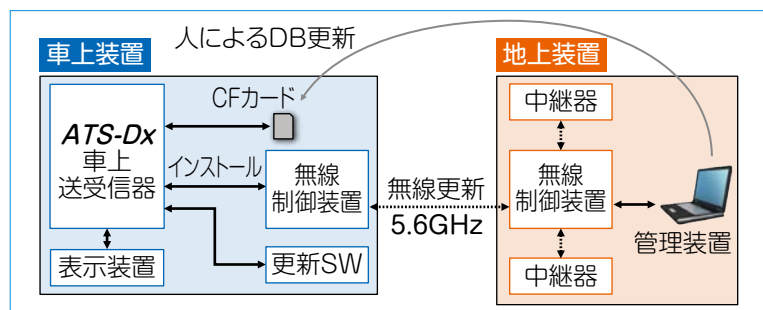 人によるDB更新
車上装置
地上装置
CFカード
中継器
ATS-Dx
車上
送受信器
インストール
無線
制御装置
無線更新
5.6GHz
無線
制御装置
管理装置
表示装置
更新SW
中継器